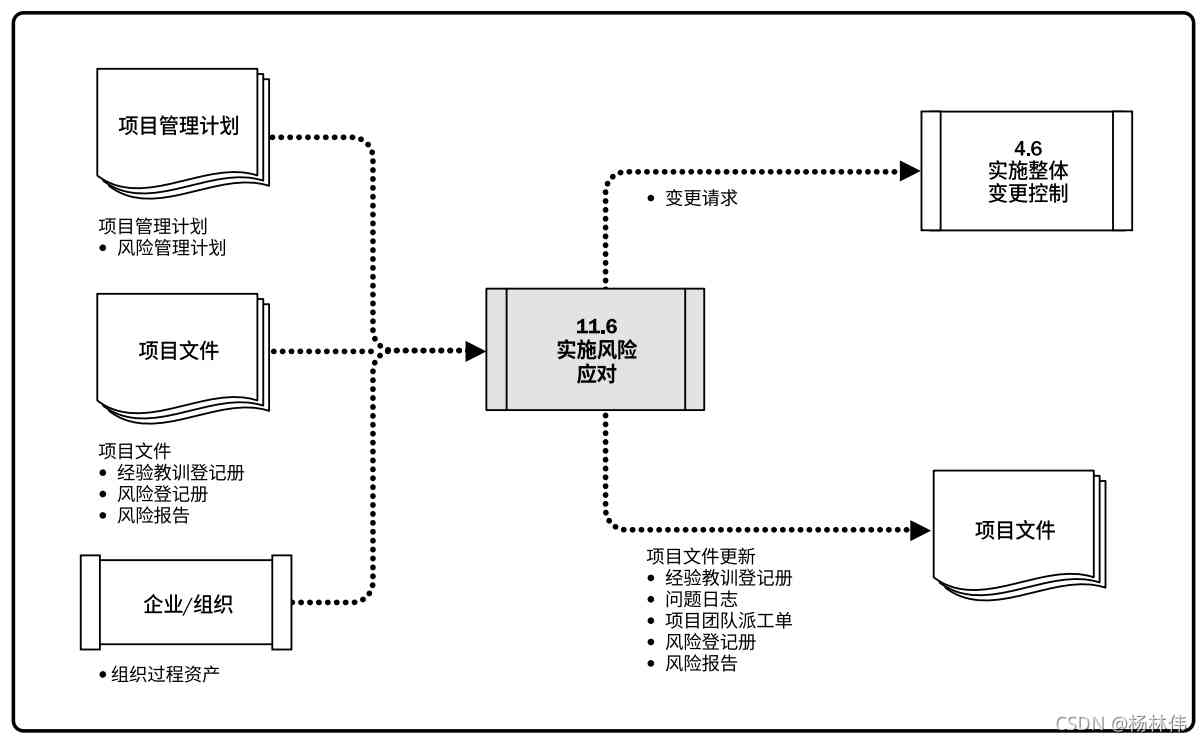 项目管理计划
项目管理计划
• 风险管理计划
项目文件
项目文件
• 经验教训登记册
• 风险登记册
• 风险报告
企业/组织
• 组织过程资产
11.6
实施风险
应对
• 变更请求
4.6
实施整体
变更控制
项目文件更新
• 经验教训登记册
• 问题日志
• 项目团队派工单
• 风险登记册
• 风险报告
项目文件
CSDN @杨林伟